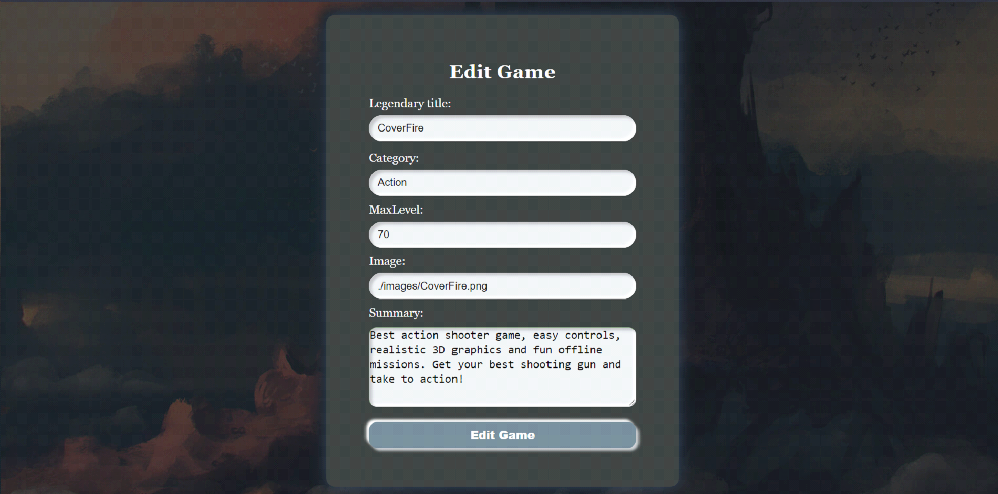 Edit Game
Legendary title:
CoverFire
Category:
Action
MaxLevel:
70
Image:
./images/CoverFire.png
Summary:
Best action shooter game, easy controls,
realistic 3D graphics and fun offline
missions. Get your best shooting gun and
take to action!
Edit Game